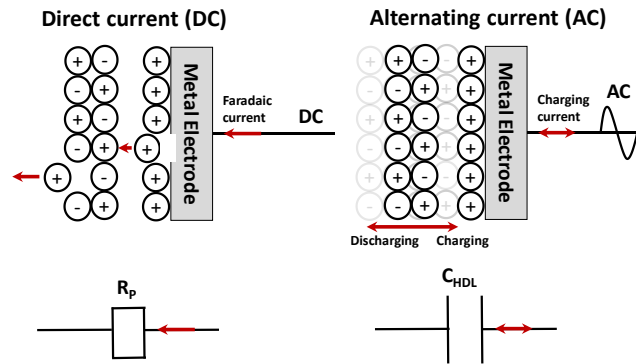 Direct current (DC)
Alternating current (AC)
Metal Electrode
Faradaic
current
DC
Metal Electrode
Charging
current
AC
Discharging
Charging
R_P
C_HDL